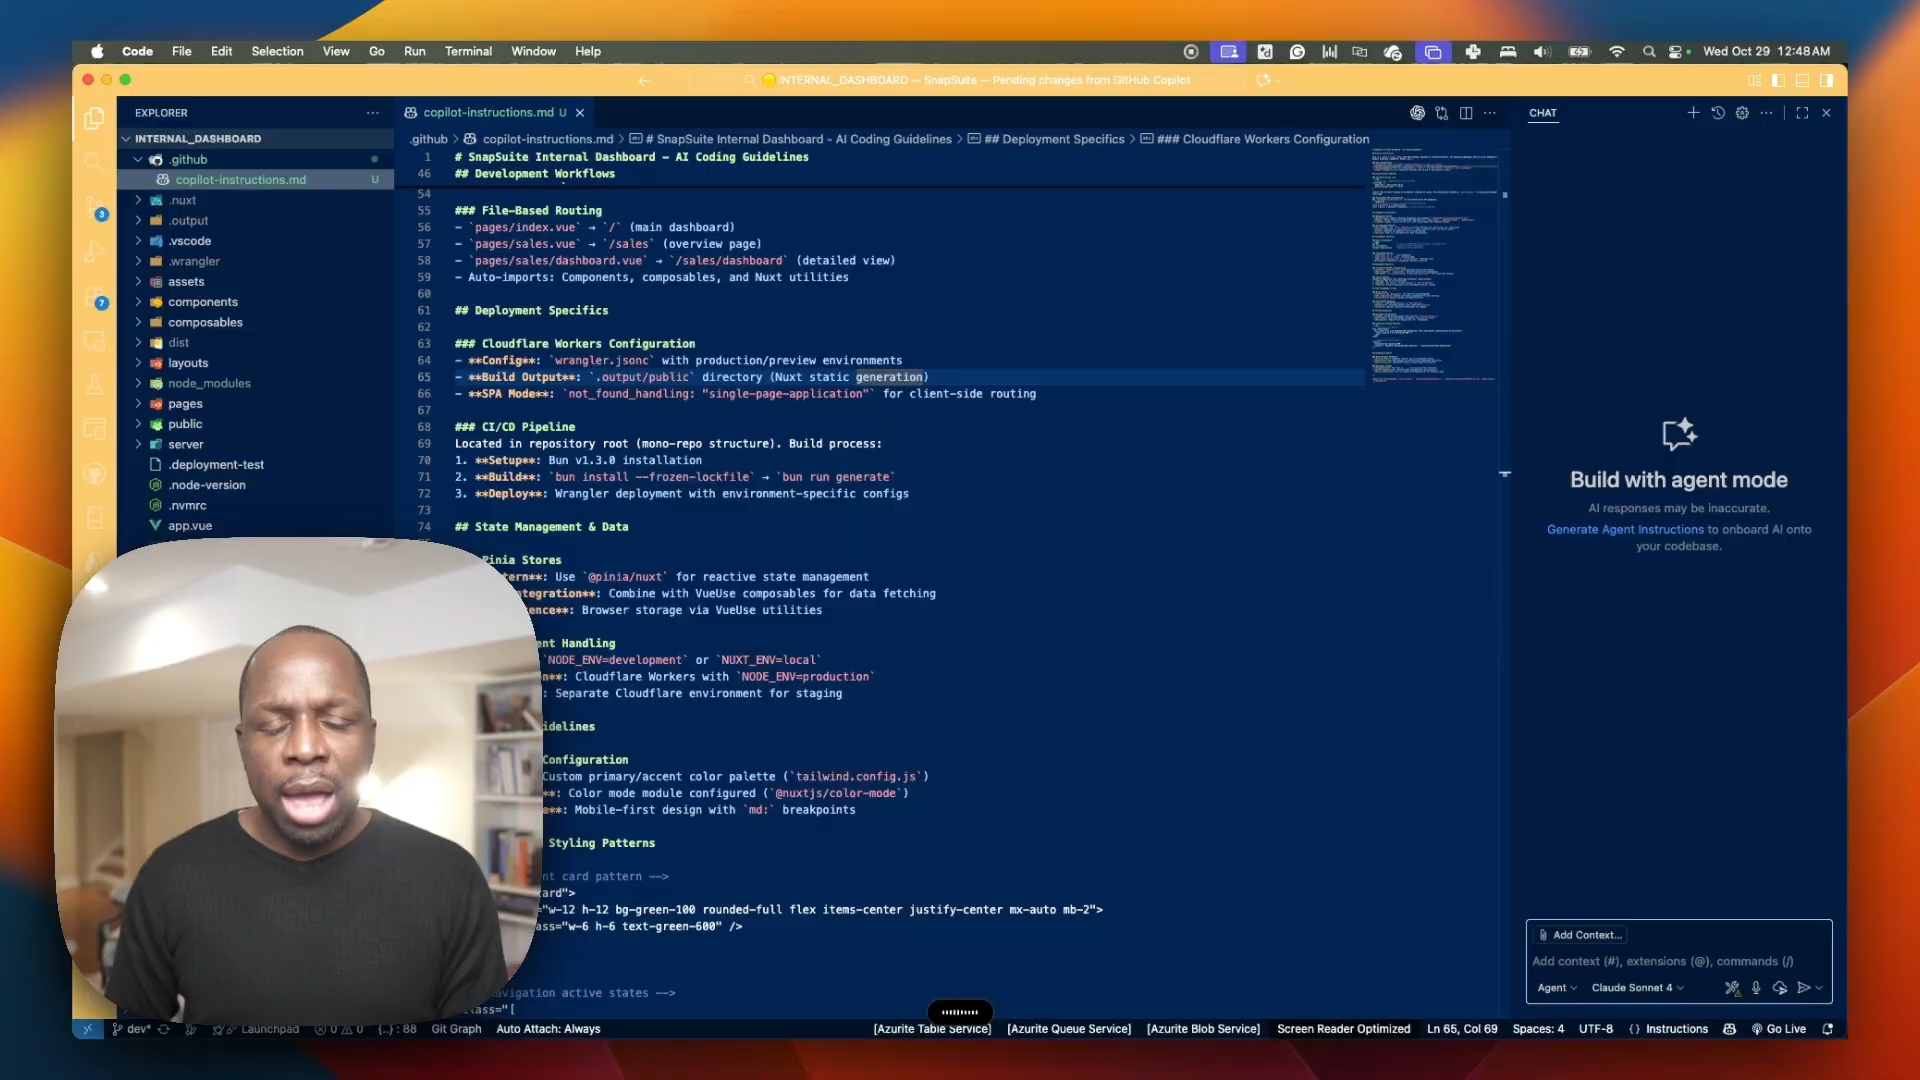 Code File Edit Selection View Go Run Terminal Window Help
Wed Oct 29 12:48 AM
INTERNAL_DASHBOARD — SnapSuite — Pending changes from GitHub Copilot
EXPLORER
INTERNAL_DASHBOARD
.github
copilot-instructions.md U
.nuxt
.output
.vscode
.wrangler
assets
components
composables
dist
layouts
node_modules
pages
public
server
.deployment-test
.node-version
.nvmrc
app.vue
3
7
copilot-instructions.md U
.github > copilot-instructions.md > # SnapSuite Internal Dashboard - AI Coding Guidelines > ## Deployment Specifics > ### Cloudflare Workers Configuration
1 # SnapSuite Internal Dashboard - AI Coding Guidelines
46 ## Development Workflows
54
55 ### File-Based Routing
56 - `pages/index.vue` → `/` (main dashboard)
57 - `pages/sales.vue` → `/sales` (overview page)
58 - `pages/sales/dashboard.vue` → `/sales/dashboard` (detailed view)
59 - Auto-imports: Components, composables, and Nuxt utilities
60
61 ## Deployment Specifics
62
63 ### Cloudflare Workers Configuration
64 - **Config**: `wrangler.jsonc` with production/preview environments
65 - **Build Output**: `.output/public` directory (Nuxt static generation)
66 - **SPA Mode**: `not_found_handling: "single-page-application"` for client-side routing
67
68 ### CI/CD Pipeline
69 Located in repository root (mono-repo structure). Build process:
70 1. **Setup**: Bun v1.3.0 installation
71 2. **Build**: `bun install --frozen-lockfile` → `bun run generate`
72 3. **Deploy**: Wrangler deployment with environment-specific configs
73
74 ## State Management & Data
Pinia Stores
tern**: Use `@pinia/nuxt` for reactive state management
tegration**: Combine with VueUse composables for data fetching
ence**: Browser storage via VueUse utilities
ent Handling
`NODE_ENV=development` or `NUXT_ENV=local`
n**: Cloudflare Workers with `NODE_ENV=production`
: Separate Cloudflare environment for staging
idelines
Configuration
Custom primary/accent color palette (`tailwind.config.js`)
**: Color mode module configured (`@nuxtjs/color-mode`)
e**: Mobile-first design with `md:` breakpoints
Styling Patterns
nt card pattern -->
ard">
="w-12 h-12 bg-green-100 rounded-full flex items-center justify-center mx-auto mb-2">
ass="w-6 h-6 text-green-600" />
avigation active states -->
lass="[
CHAT
Build with agent mode
AI responses may be inaccurate.
Generate Agent Instructions to onboard AI onto
your codebase.
Add Context...
Add context (#), extensions (@), commands (/)
Agent Claude Sonnet 4
dev* Launchpad 0 0 {..}: 88 Git Graph Auto Attach: Always [Azurite Table Service] [Azurite Queue Service] [Azurite Blob Service] Screen Reader Optimized Ln 65, Col 69 Spaces: 4 UTF-8 {} Instructions Go Live